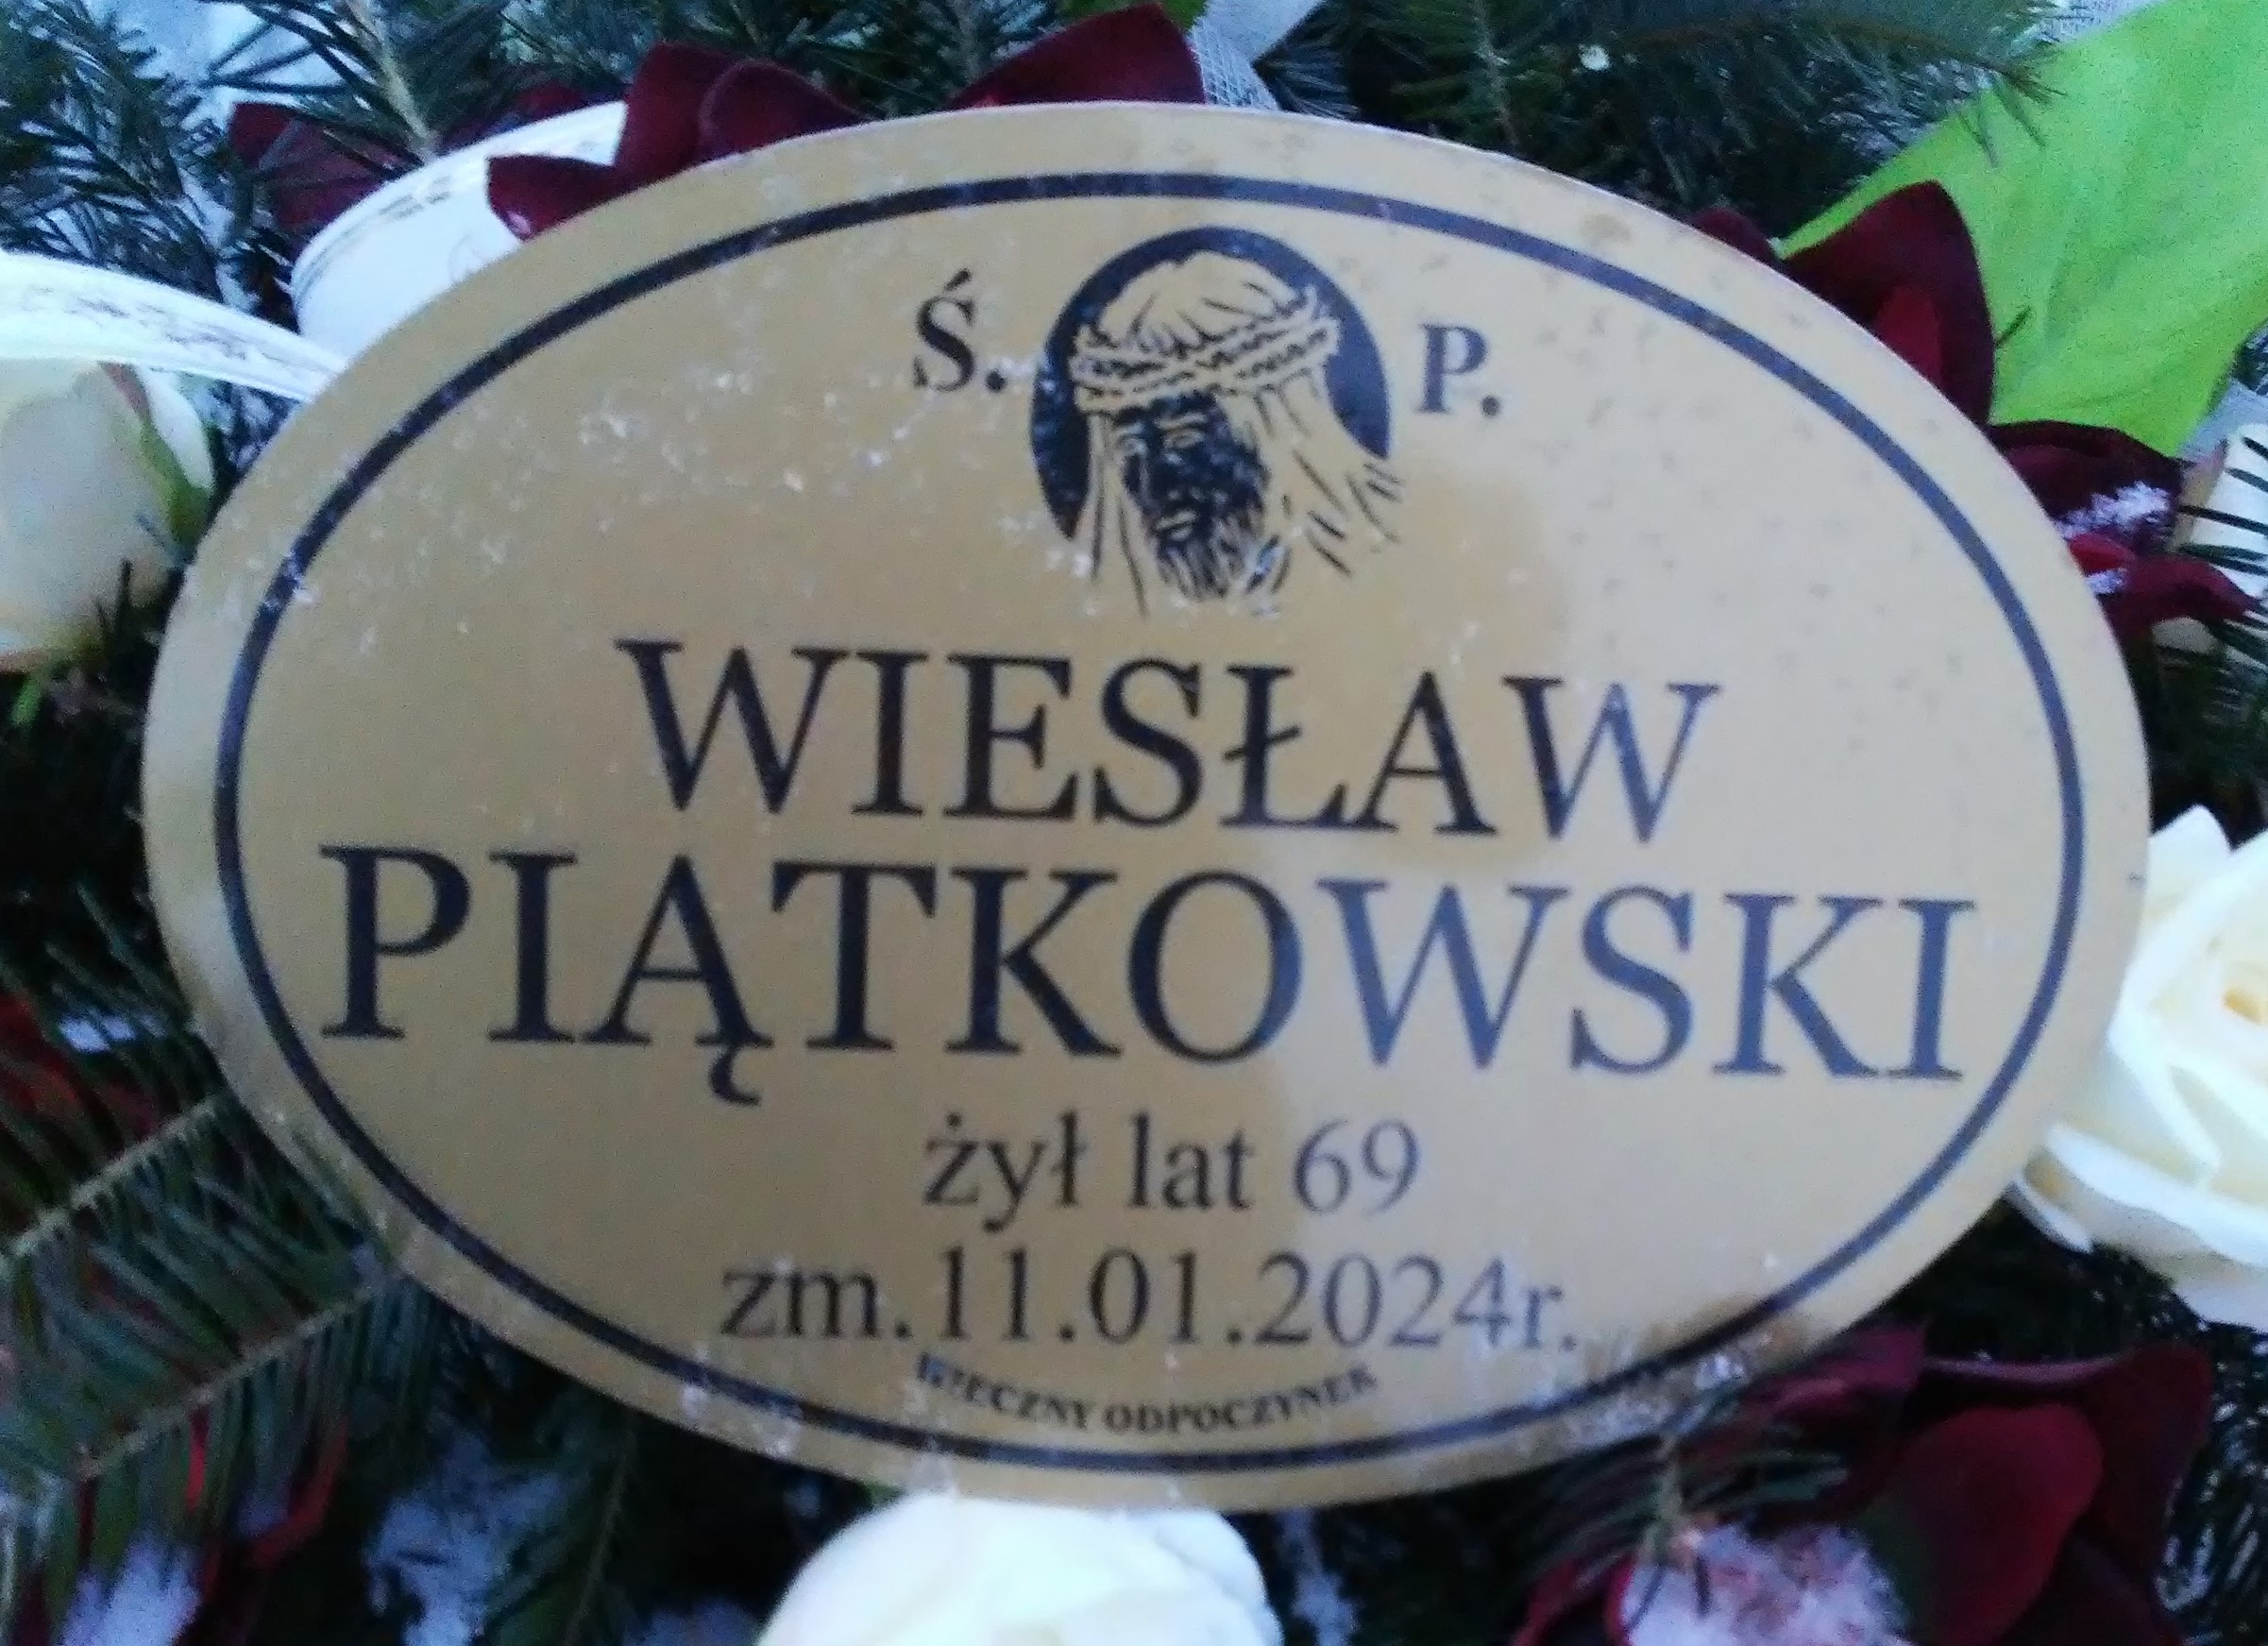 Ś. P.
WIESŁAW
PIĄTKOWSKI
żył lat 69
zm.11.01.2024r.
WIECZNY ODPOCZYNEK